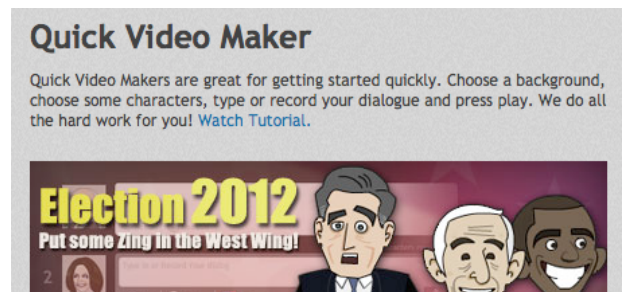 Quick Video Maker
Quick Video Makers are great for getting started quickly. Choose a background,
choose some characters, type or record your dialogue and press play. We do all
the hard work for you! Watch Tutorial.
Election 2012
Put some Zing in the West Wing!
2